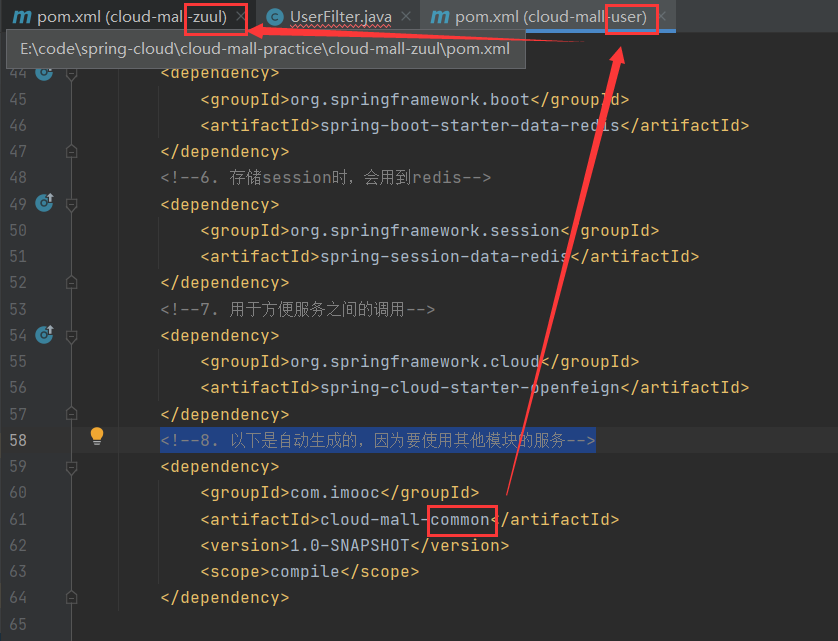 pom.xml (cloud-mall-zuul)
UserFilter.java
pom.xml (cloud-mall-user)
E:\code\spring-cloud\cloud-mall-practice\cloud-mall-zuul\pom.xml
44 <dependency>
45 <groupId>org.springframework.boot</groupId>
46 <artifactId>spring-boot-starter-data-redis</artifactId>
47 </dependency>
48 <!--6. 存储session时，会用到redis-->
49 <dependency>
50 <groupId>org.springframework.session</groupId>
51 <artifactId>spring-session-data-redis</artifactId>
52 </dependency>
53 <!--7. 用于方便服务之间的调用-->
54 <dependency>
55 <groupId>org.springframework.cloud</groupId>
56 <artifactId>spring-cloud-starter-openfeign</artifactId>
57 </dependency>
58 <!--8. 以下是自动生成的，因为要使用其他模块的服务-->
59 <dependency>
60 <groupId>com.imooc</groupId>
61 <artifactId>cloud-mall-common</artifactId>
62 <version>1.0-SNAPSHOT</version>
63 <scope>compile</scope>
64 </dependency>
65